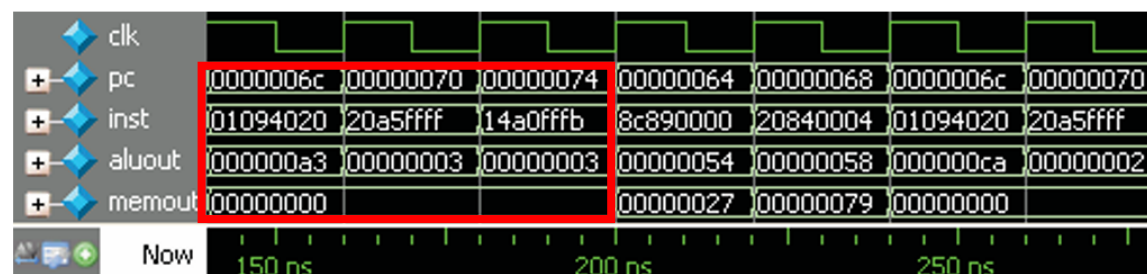 clk
pc 0000006c 00000070 00000074 00000064 00000068 0000006c 00000070
inst 01094020 20a5ffff 14a0fffb 8c890000 20840004 01094020 20a5ffff
aluout 000000a3 00000003 00000003 00000054 00000058 000000ca 00000002
memout 00000000 00000027 00000079 00000000
Now 150 ns 200 ns 250 ns